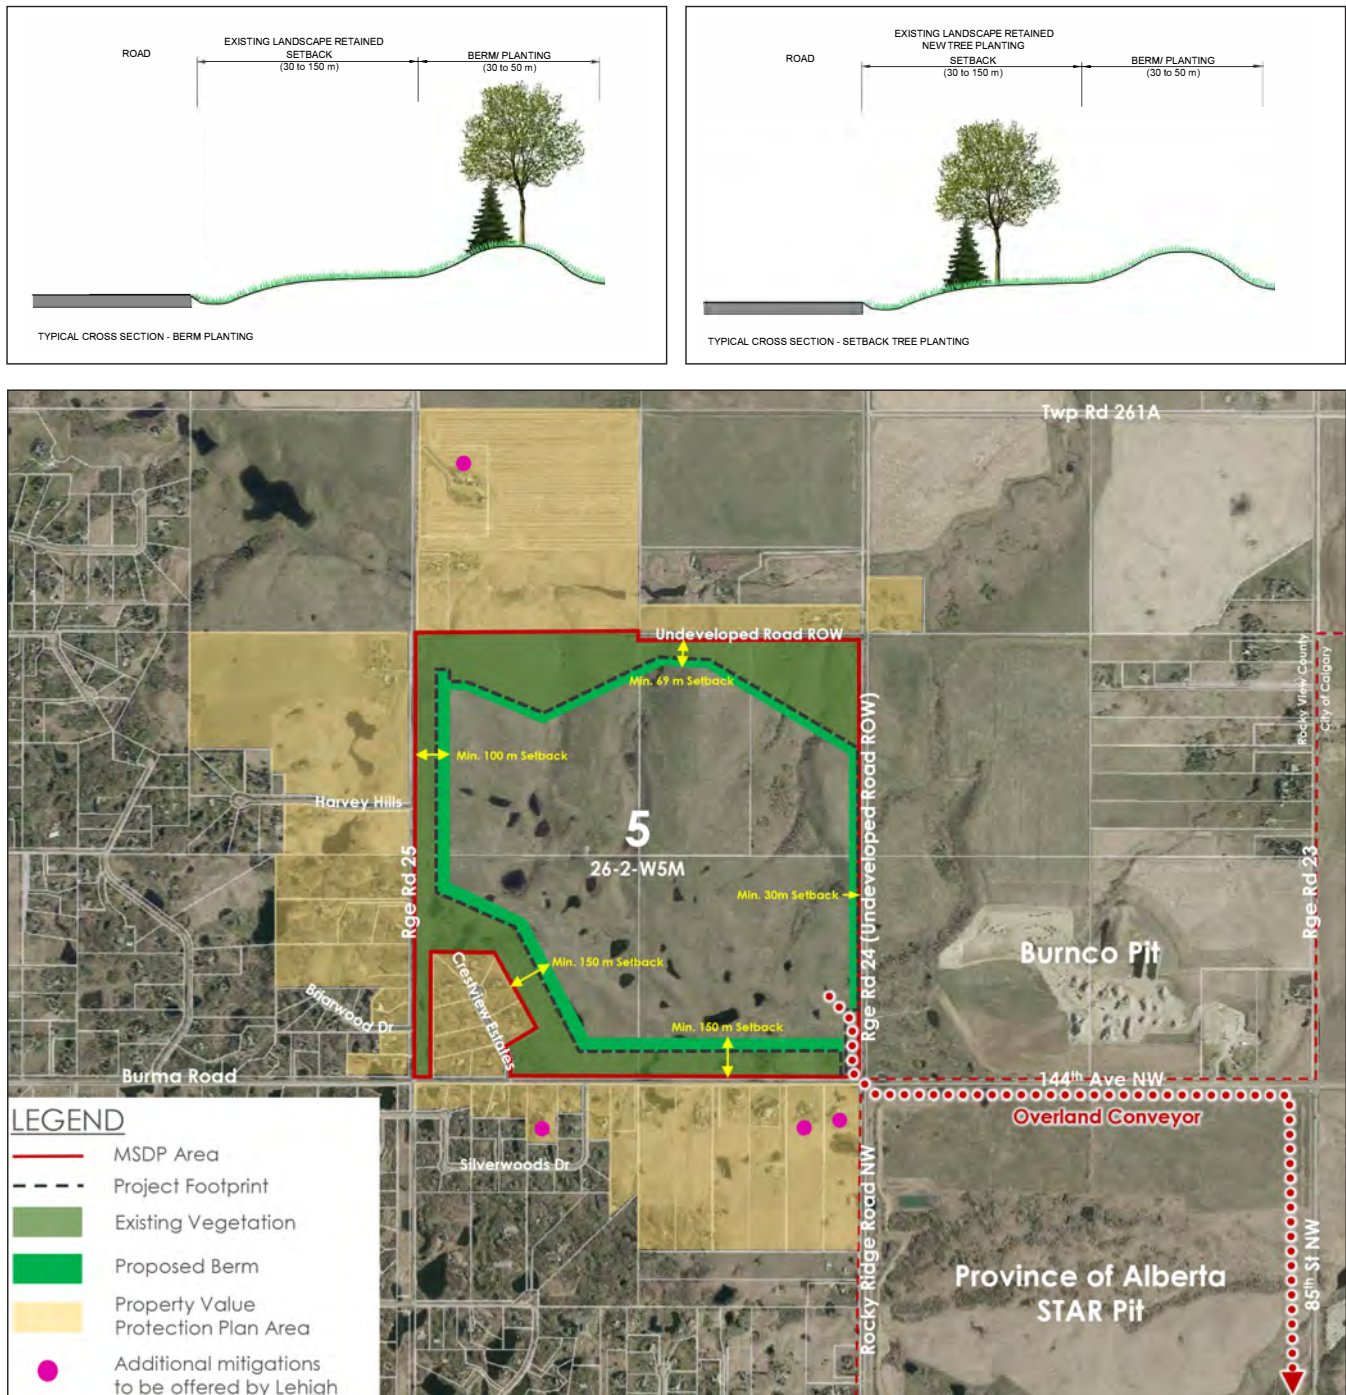 ROAD
EXISTING LANDSCAPE RETAINED
SETBACK
(30 to 150 m)
BERM/ PLANTING
(30 to 50 m)
TYPICAL CROSS SECTION - BERM PLANTING
ROAD
EXISTING LANDSCAPE RETAINED
NEW TREE PLANTING
SETBACK
(30 to 150 m)
BERM/ PLANTING
(30 to 50 m)
TYPICAL CROSS SECTION - SETBACK TREE PLANTING
Twp Rd 261A
Undeveloped Road ROW
Min. 69 m Setback
Min. 100 m Setback
Harvey Hills
5
26-2-W5M
Rge Rd 25
Min. 30m Setback
Rge Rd 24 (Undeveloped Road ROW)
Rocky View County
City of Calgary
Rge Rd 23
Burnco Pit
Min. 150 m Setback
Crestview Estates
Briarwood Dr
Min. 150 m Setback
Burma Road
144th Ave NW
Overland Conveyor
Silverwoods Dr
Rocky Ridge Road NW
Province of Alberta
STAR Pit
85th St NW
LEGEND
MSDP Area
Project Footprint
Existing Vegetation
Proposed Berm
Property Value
Protection Plan Area
Additional mitigations
to be offered by Lehigh